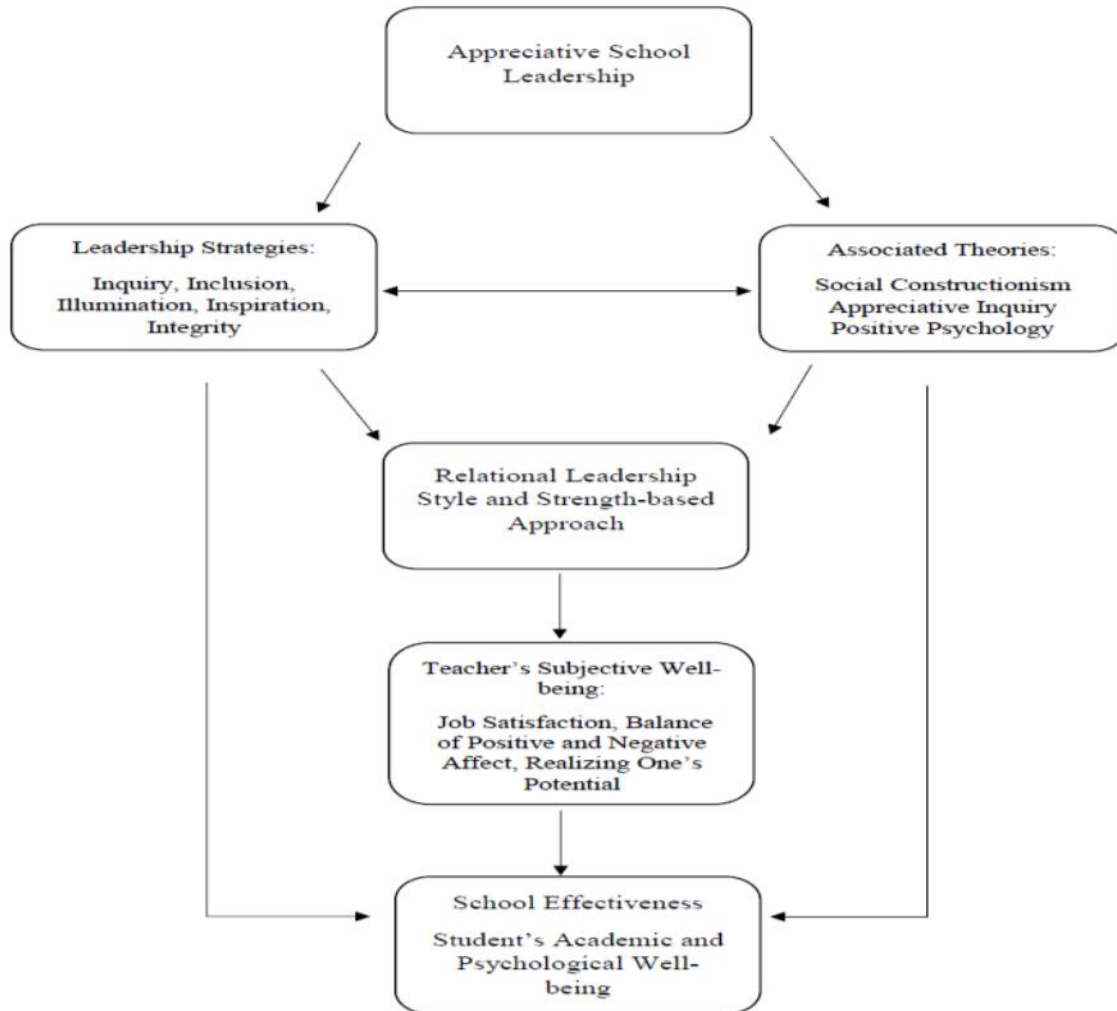 Appreciative School
Leadership
Leadership Strategies:
Inquiry, Inclusion,
Illumination, Inspiration,
Integrity
Associated Theories:
Social Constructionism
Appreciative Inquiry
Positive Psychology
Relational Leadership
Style and Strength-based
Approach
Teacher's Subjective Well-
being:
Job Satisfaction, Balance
of Positive and Negative
Affect, Realizing One's
Potential
School Effectiveness
Student's Academic and
Psychological Well-
being